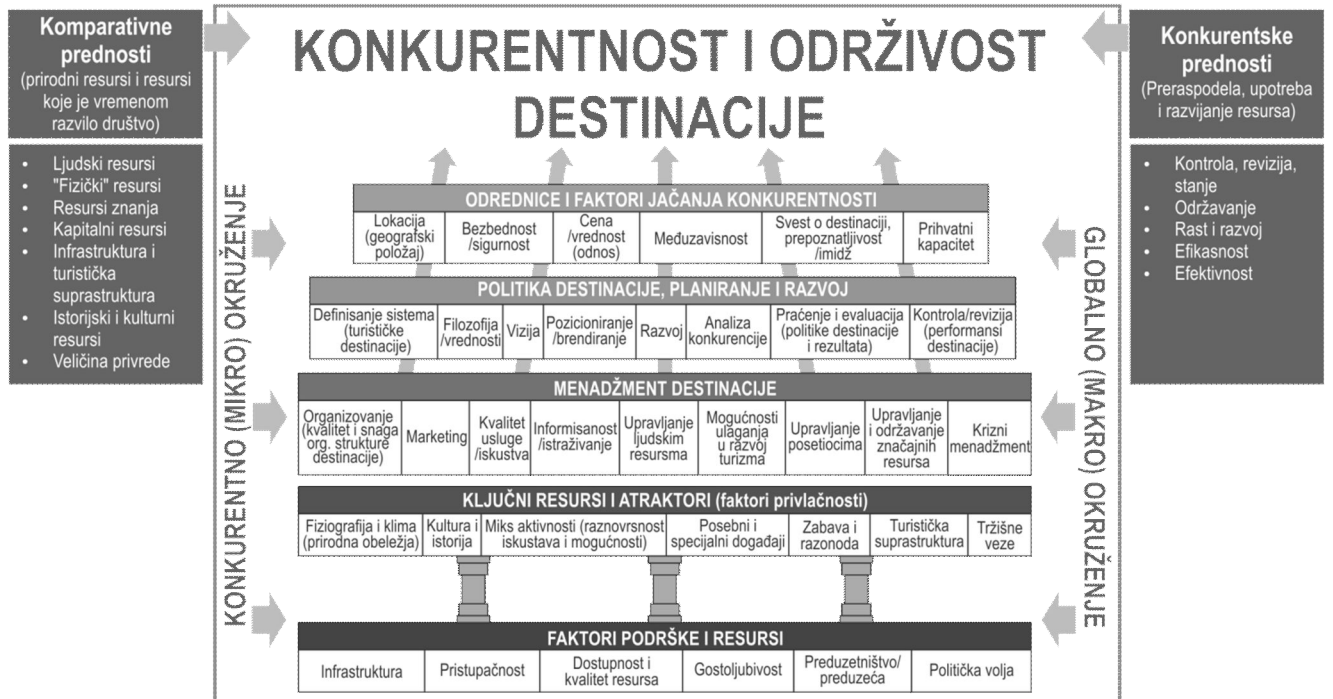 Komparativne
prednosti
(prirodni resursi i resursi
koje je vremenom
razvilo društvo)
• Ljudski resursi
• "Fizički" resursi
• Resursi znanja
• Kapitalni resursi
• Infrastruktura i
turistička
suprastruktura
• Istorijski i kulturni
resursi
• Veličina privrede
KONKURENTNO (MIKRO) OKRUŽENJE
KONKURENTNOST I ODRŽIVOST
DESTINACIJE
ODREDNICE I FAKTORI JAČANJA KONKURENTNOSTI
Lokacija
(geografski
položaj)
Bezbednost
/sigurnost
Cena
/vrednost
(odnos)
Međuzavisnost
Svest o destinaciji,
prepoznatljivost
/imidž
Prihvatni
kapacitet
POLITIKA DESTINACIJE, PLANIRANJE I RAZVOJ
Definisanje sistema
(turističke
destinacije)
Filozofija
/vrednosti
Vizija
Pozicioniranje
/brendiranje
Razvoj
Analiza
konkurencije
Praćenje i evaluacija
(politike destinacije
i rezultata)
Kontrola/revizija
(performansi
destinacije)
MENADŽMENT DESTINACIJE
Organizovanje
(kvalitet i snaga
org. strukture
destinacije)
Marketing
Kvalitet
usluge
/iskustva
Informisanost
/istraživanje
Upravljanje
ljudskim
resursma
Mogućnosti
ulaganja
u razvoj
turizma
Upravljanje
posetiocima
Upravljanje
i održavanje
značajnih
resursa
Krizni
menadžment
KLJUČNI RESURSI I ATRAKTORI (faktori privlačnosti)
Fiziografija i klima
(prirodna obeležja)
Kultura i
istorija
Miks aktivnosti (raznovrsnost
iskustava i mogućnosti)
Posebni i
specijalni događaji
Zabava i
razonoda
Turistička
suprastruktura
Tržišne
veze
FAKTORI PODRŠKE I RESURSI
Infrastruktura
Pristupačnost
Dostupnost i
kvalitet resursa
Gostoljubivost
Preduzetništvo/
preduzeća
Politička volja
GLOBALNO (MAKRO) OKRUŽENJE
Konkurentske
prednosti
(Preraspodela, upotreba
i razvijanje resursa)
• Kontrola, revizija,
stanje
• Održavanje
• Rast i razvoj
• Efikasnost
• Efektivnost